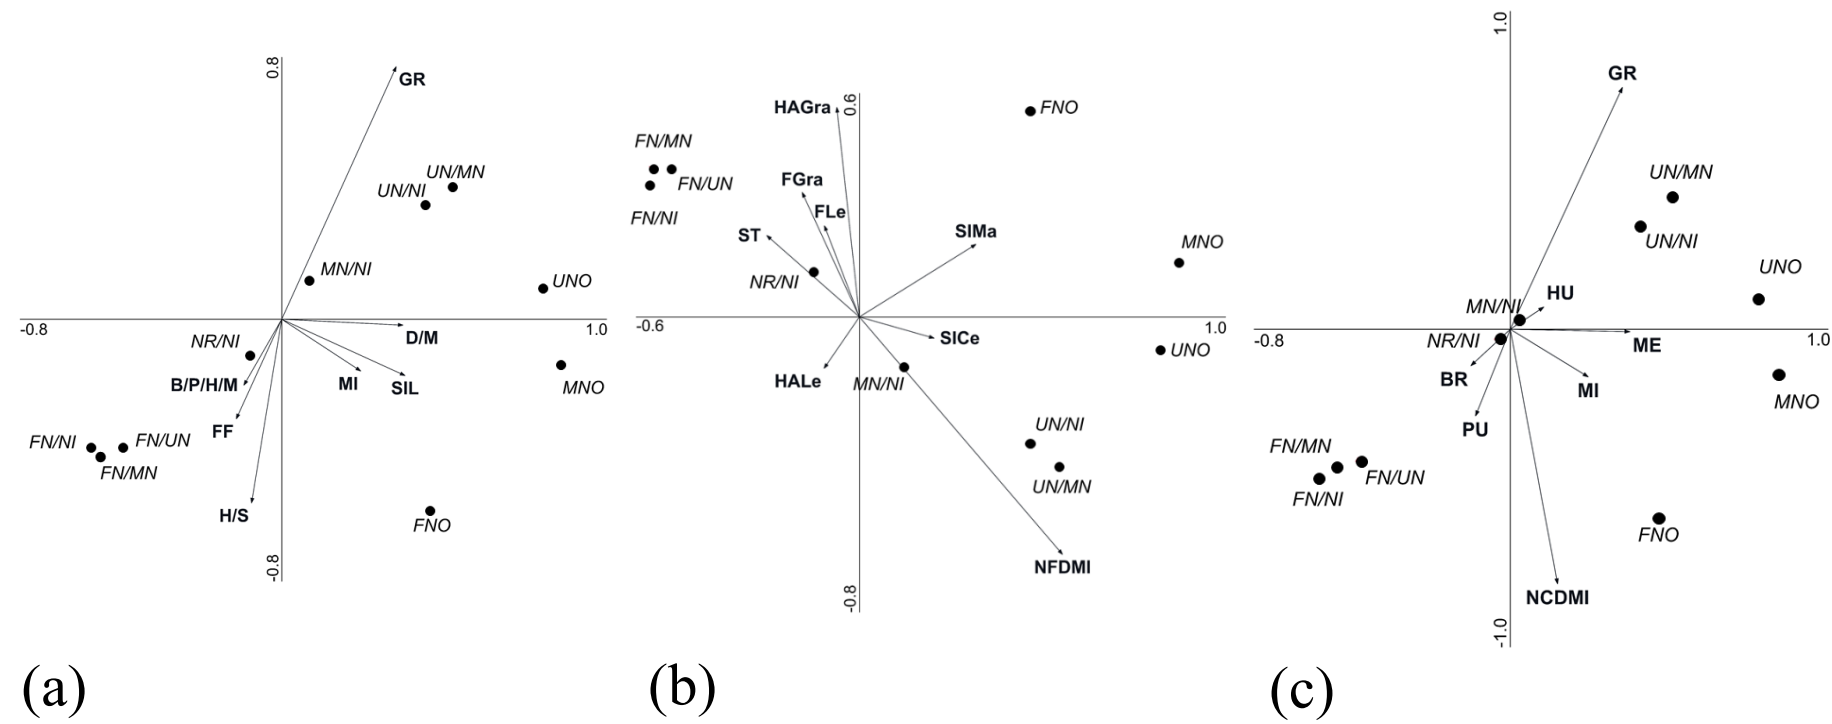 0.8
GR
UN/MN
UN/NI
MN/NI
UNO
-0.8
1.0
D/M
NR/NI
B/P/H/M
MI
SIL
MNO
FF
FN/NI
FN/UN
FN/MN
H/S
FNO
-0.8
(a)
0.6
HAGra
FNO
FN/MN
FGra
FN/UN
FN/NI
FLe
ST
SIMa
MNO
NR/NI
-0.6
1.0
SICe
UNO
HALe
MN/NI
UN/NI
UN/MN
NFDMI
-0.8
(b)
1.0
GR
UN/MN
UN/NI
UNO
HU
MN/NI
-0.8
1.0
NR/NI
ME
BR
MI
MNO
PU
FN/MN
FN/UN
FN/NI
FNO
NCDMI
-1.0
(c)